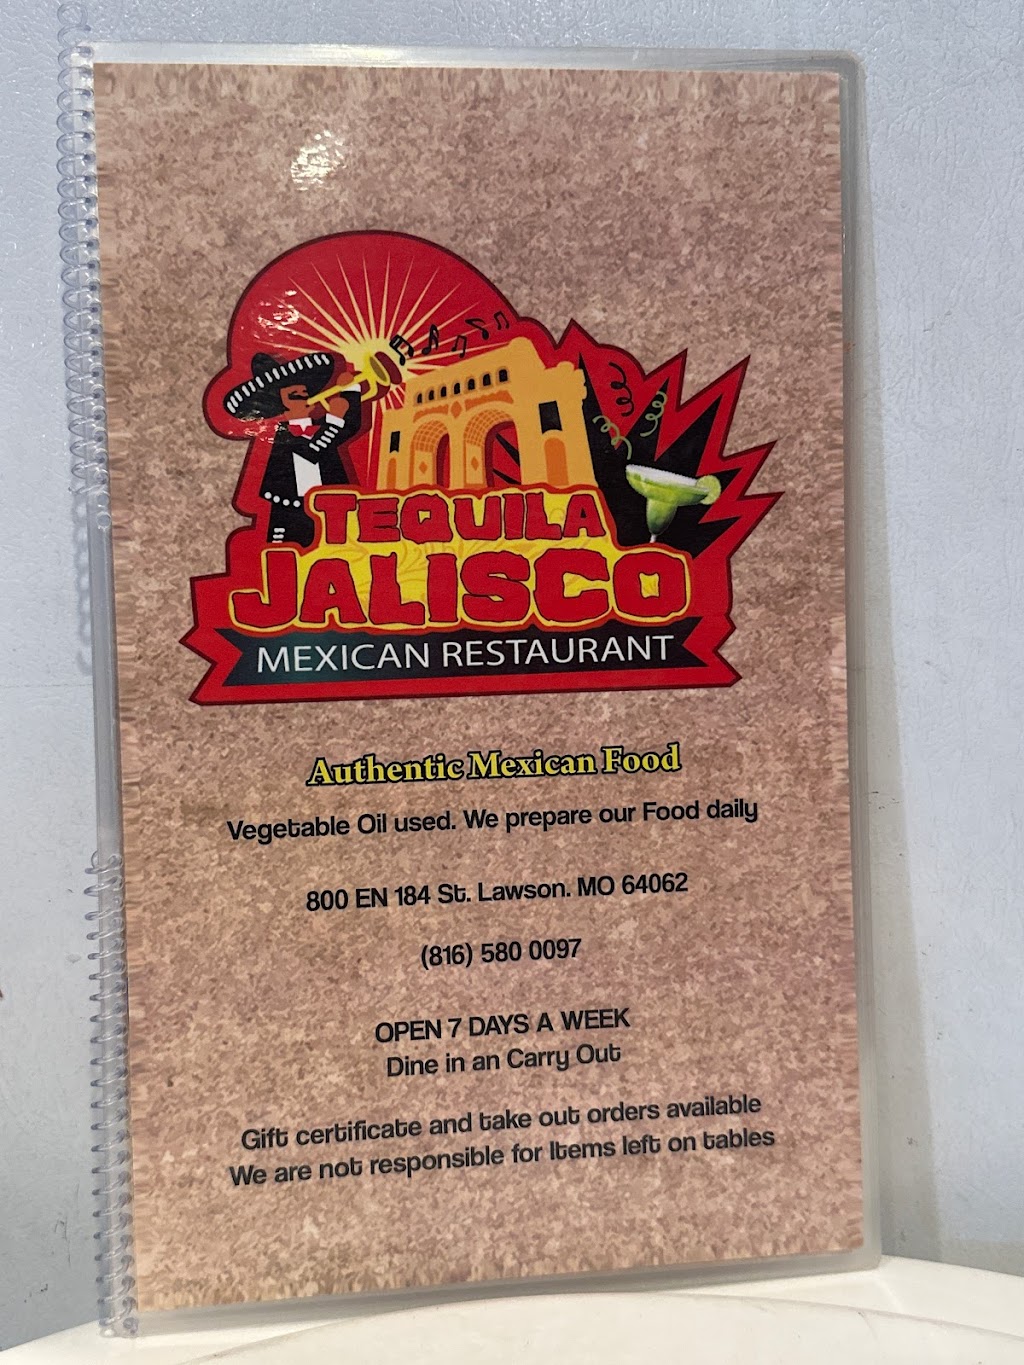 TEQUILA
JALISCO
MEXICAN RESTAURANT
Authentic Mexican Food
Vegetable Oil used. We prepare our Food daily
800 EN 184 St. Lawson. MO 64062
(816) 580 0097
OPEN 7 DAYS A WEEK
Dine in an Carry Out
Gift certificate and take out orders available
We are not responsible for Items left on tables